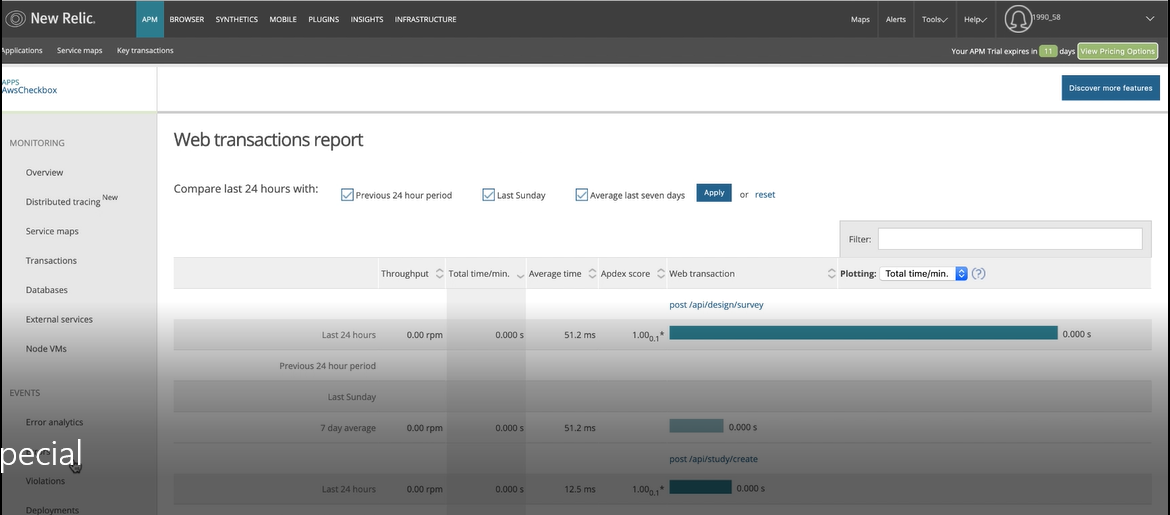 New Relic. APM BROWSER SYNTHETICS MOBILE PLUGINS INSIGHTS INFRASTRUCTURE Maps Alerts Tools Help 1990_58
Applications Service maps Key transactions Your APM Trial expires in 11 days View Pricing Options
APPS
AwsCheckbox
Discover more features
MONITORING
Overview
Distributed tracing New
Service maps
Transactions
Databases
External services
Node VMs
EVENTS
Error analytics
pecial
Violations
Deployments
Web transactions report
Compare last 24 hours with: Previous 24 hour period Last Sunday Average last seven days Apply or reset
Filter:
Throughput Total time/min. Average time Apdex score Web transaction Plotting: Total time/min. (?)
post /api/design/survey
Last 24 hours 0.00 rpm 0.000 s 51.2 ms 1.00 0.1* 0.000 s
Previous 24 hour period
Last Sunday
7 day average 0.00 rpm 0.000 s 51.2 ms 0.000 s
post /api/study/create
Last 24 hours 0.00 rpm 0.000 s 12.5 ms 1.00 0.1* 0.000 s